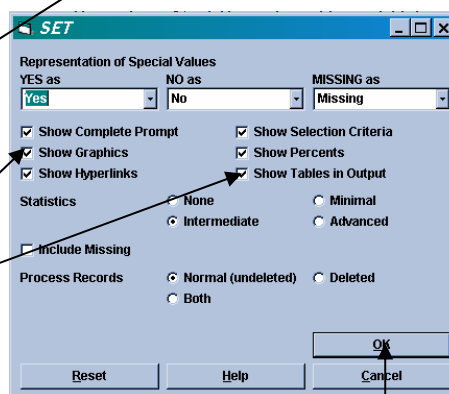 SET
Representation of Special Values
YES as NO as MISSING as
Yes No Missing
Show Complete Prompt Show Selection Criteria
Show Graphics Show Percents
Show Hyperlinks Show Tables in Output
Statistics None Minimal
Intermediate Advanced
Include Missing
Process Records Normal (undeleted) Deleted
Both
OK
Reset Help Cancel